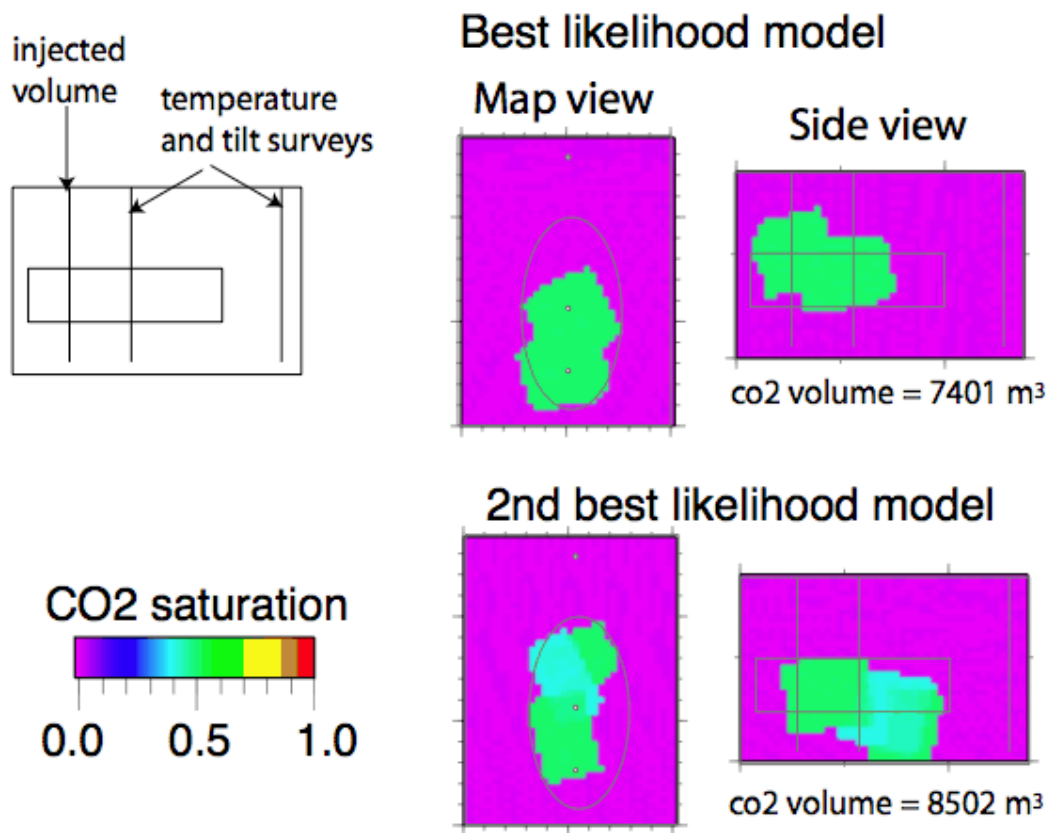 injected
volume
temperature
and tilt surveys
Best likelihood model
Map view
Side view
co2 volume = 7401 m³
2nd best likelihood model
CO2 saturation
0.0 0.5 1.0
co2 volume = 8502 m³